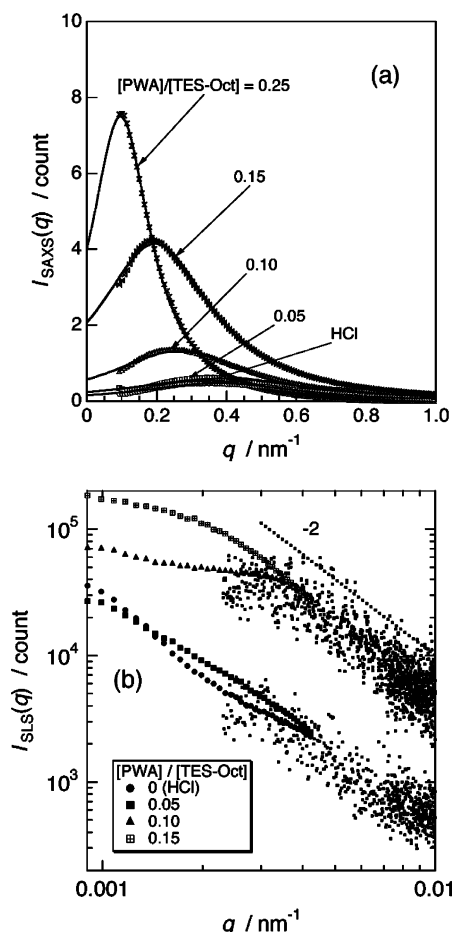 10
8
6
4
2
0
I_SAXS(q) / count
(a)
[PWA]/[TES-Oct] = 0.25
0.15
0.10
0.05
HCl
0 0.2 0.4 0.6 0.8 1.0
q / nm⁻¹
10⁵
10⁴
10³
I_SLS(q) / count
-2
(b)
[PWA] / [TES-Oct]
0 (HCl)
0.05
0.10
0.15
0.001 0.01
q / nm⁻¹